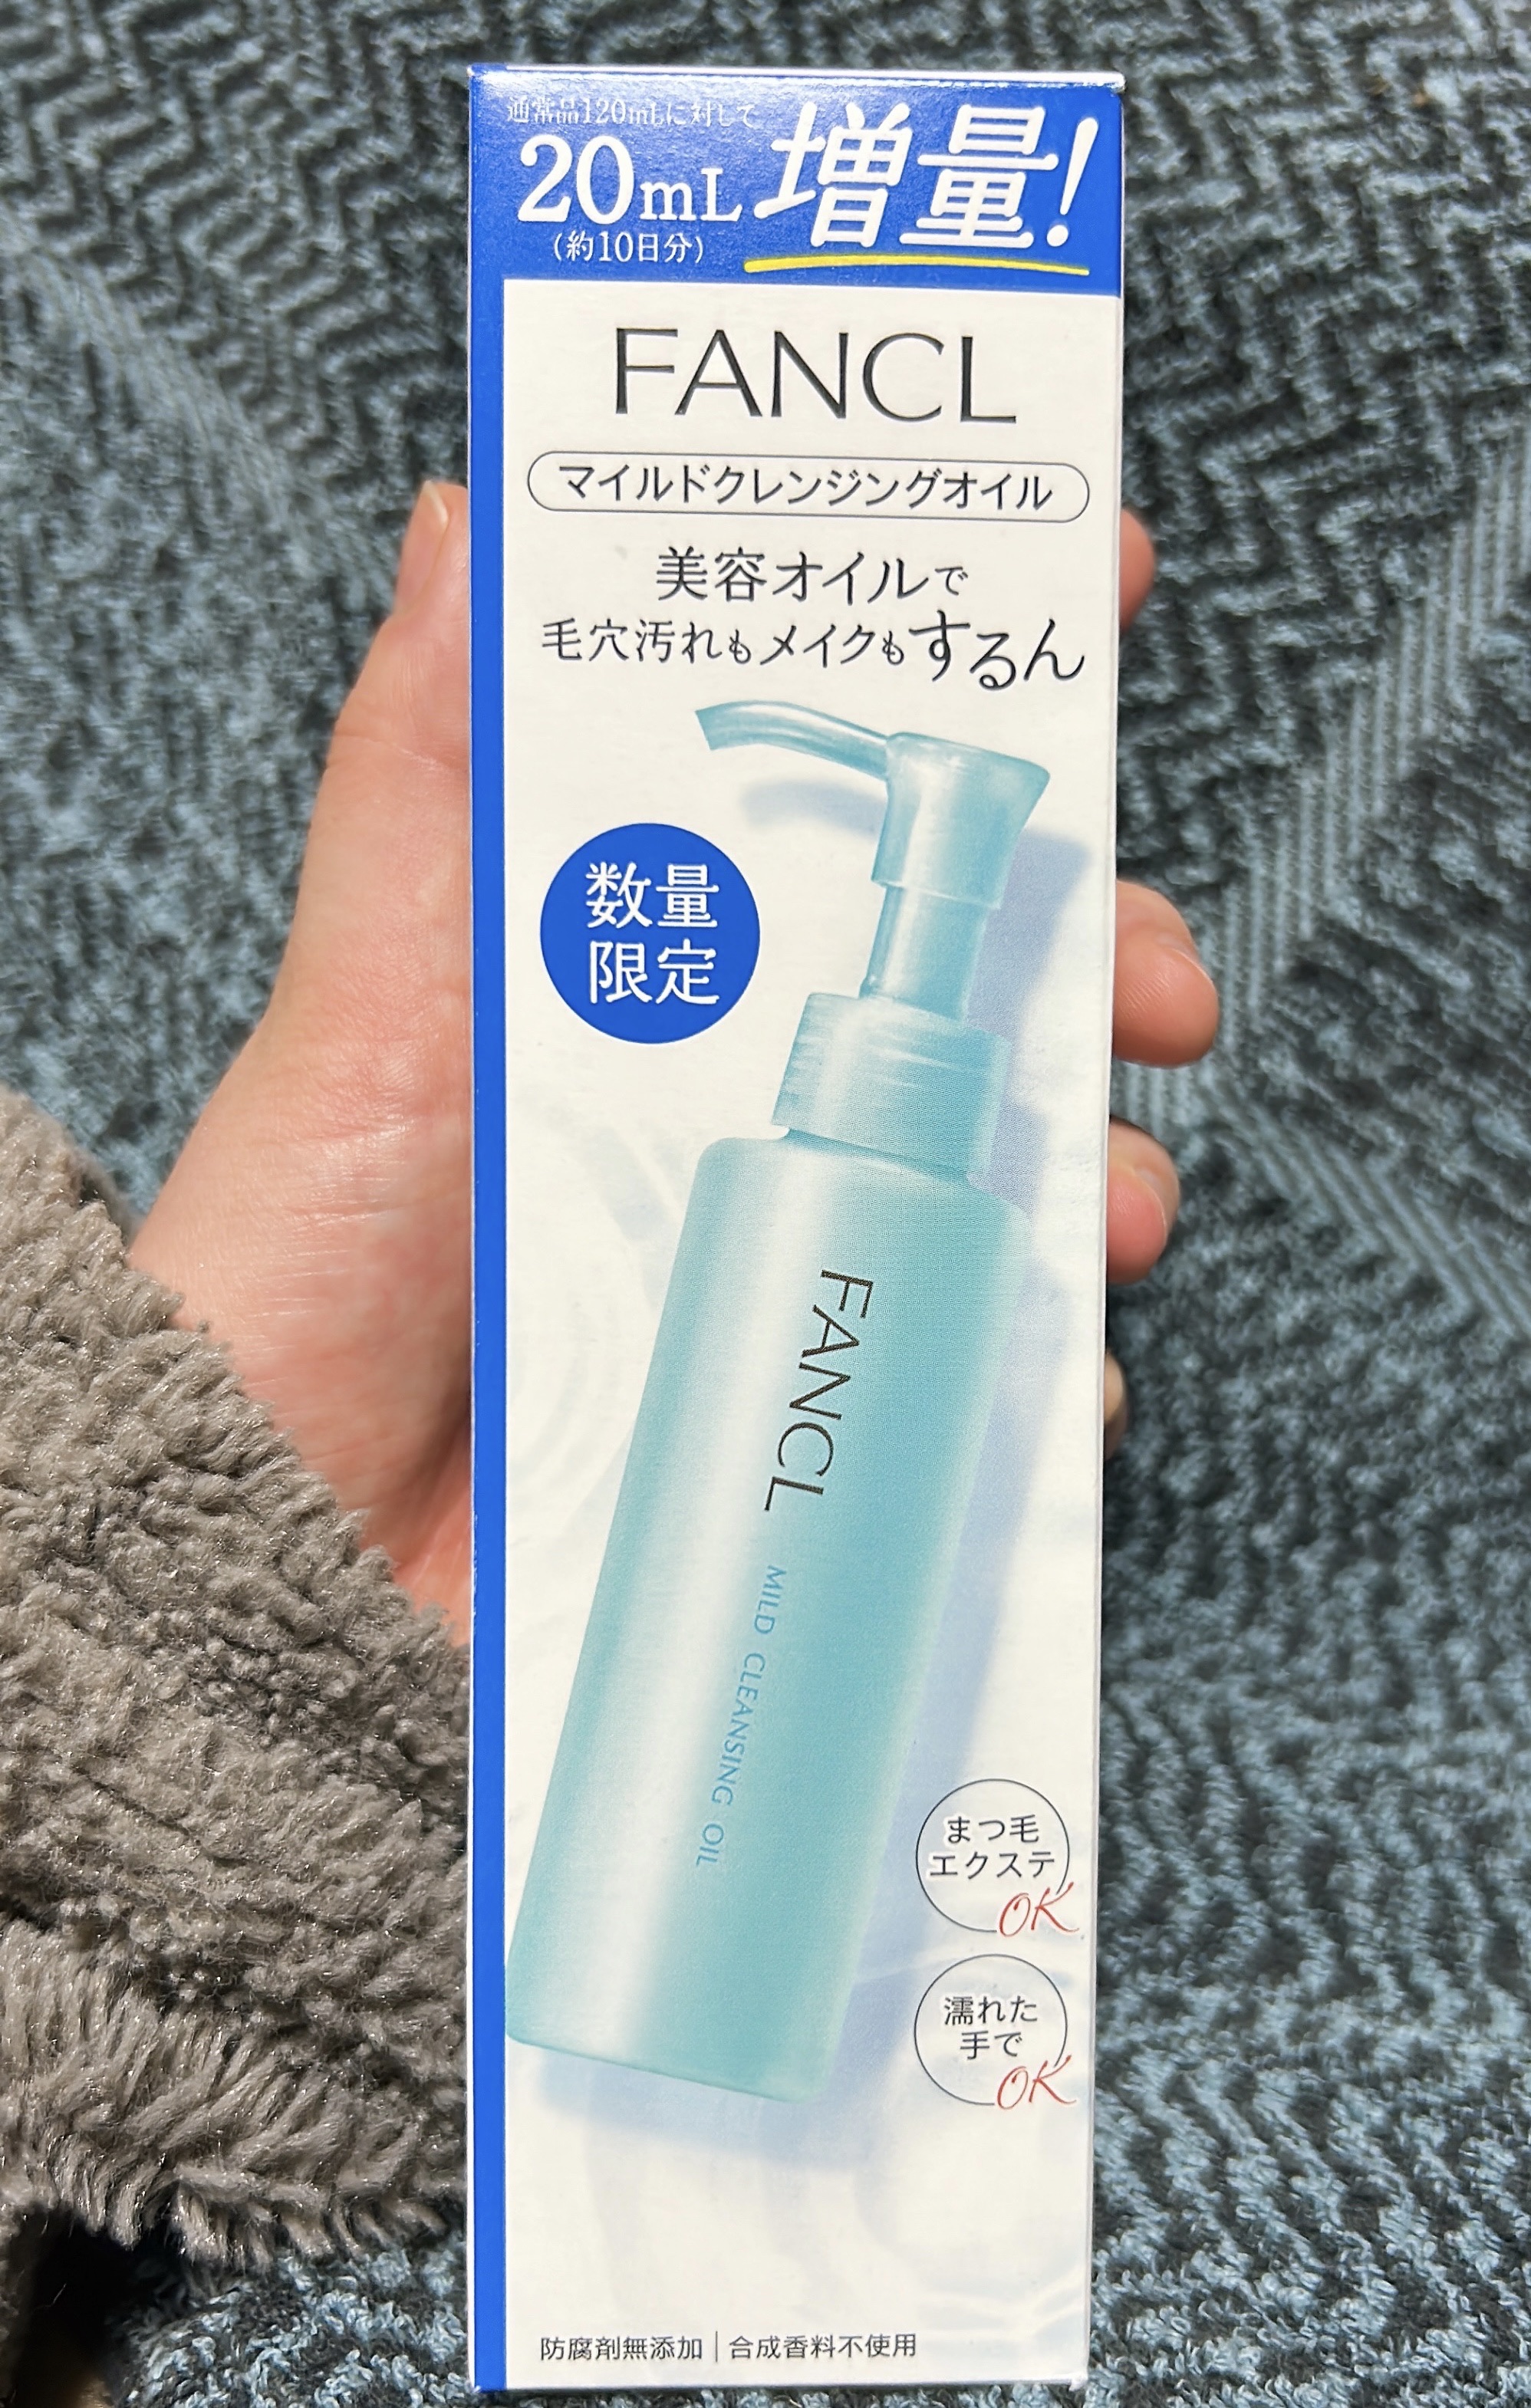 通常品120mLに対して
20mL増量!
(約10日分)
FANCL
マイルドクレンジングオイル
美容オイルで
毛穴汚れもメイクもするん
数量
限定
FANCL
MILD CLEANSING OIL
まつ毛
エクステ
OK
濡れた
手で
OK
防腐剤無添加|合成香料不使用